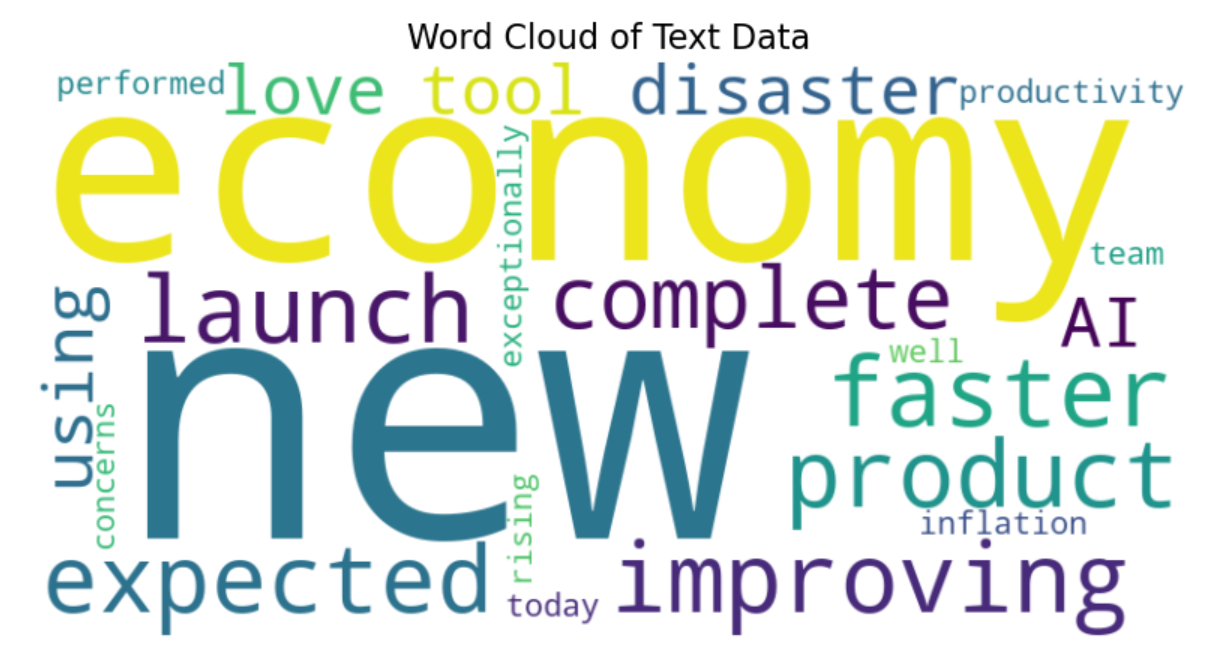 Word Cloud of Text Data
performed love tool disaster productivity
economy
exceptionally
team
launch complete AI
using
new
well
faster
concerns
product
rising
inflation
expected improving
today